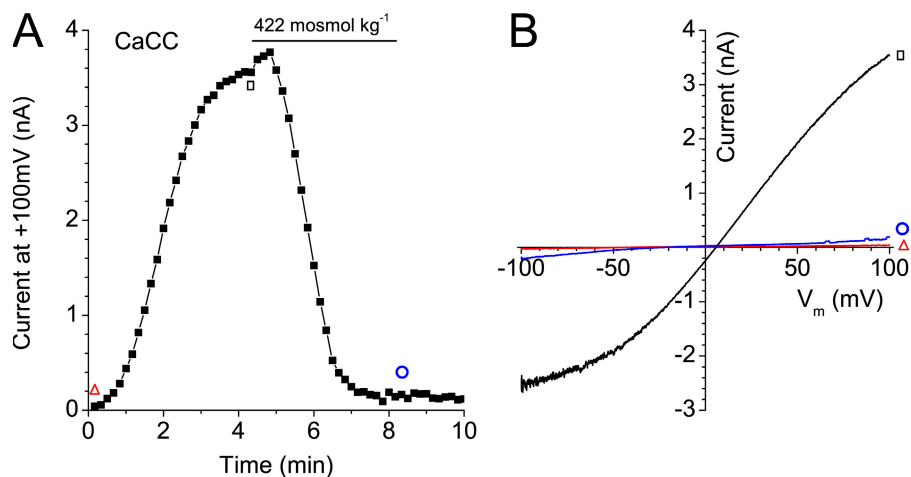 A
CaCC
422 mosmol kg⁻¹
Current at +100mV (nA)
4
3
2
1
0
0 2 4 6 8 10
Time (min)
B
Current (nA)
4
3
2
1
-100 -50 50 100
Vm (mV)
-1
-2
-3